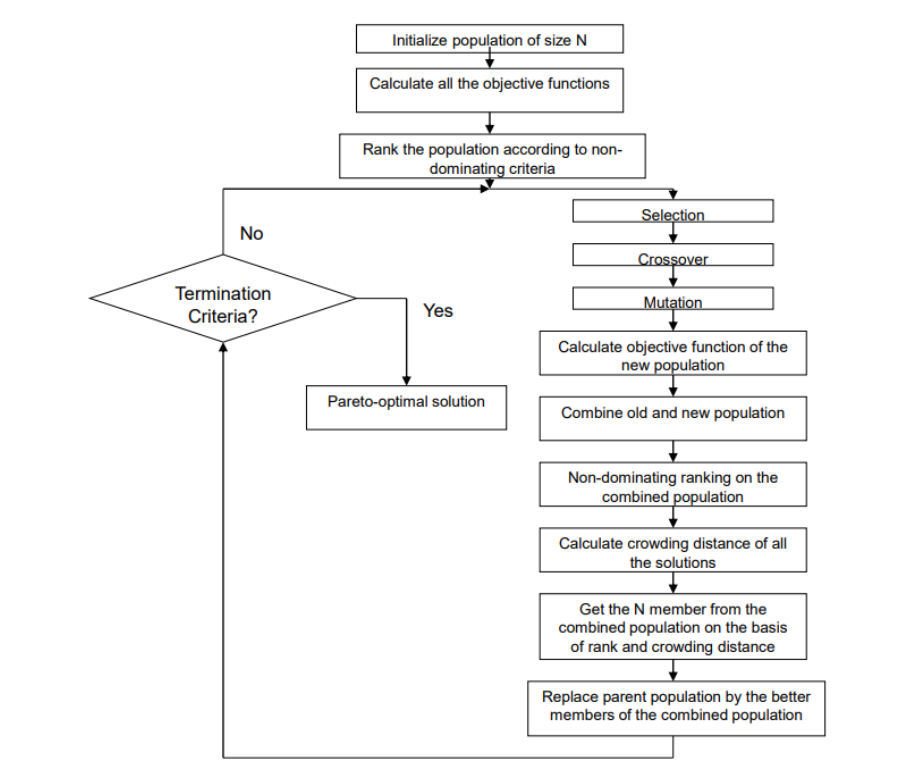 Initialize population of size N
Calculate all the objective functions
Rank the population according to non-
dominating criteria
No
Termination
Criteria?
Yes
Pareto-optimal solution
Selection
Crossover
Mutation
Calculate objective function of the
new population
Combine old and new population
Non-dominating ranking on the
combined population
Calculate crowding distance of all
the solutions
Get the N member from the
combined population on the basis
of rank and crowding distance
Replace parent population by the better
members of the combined population